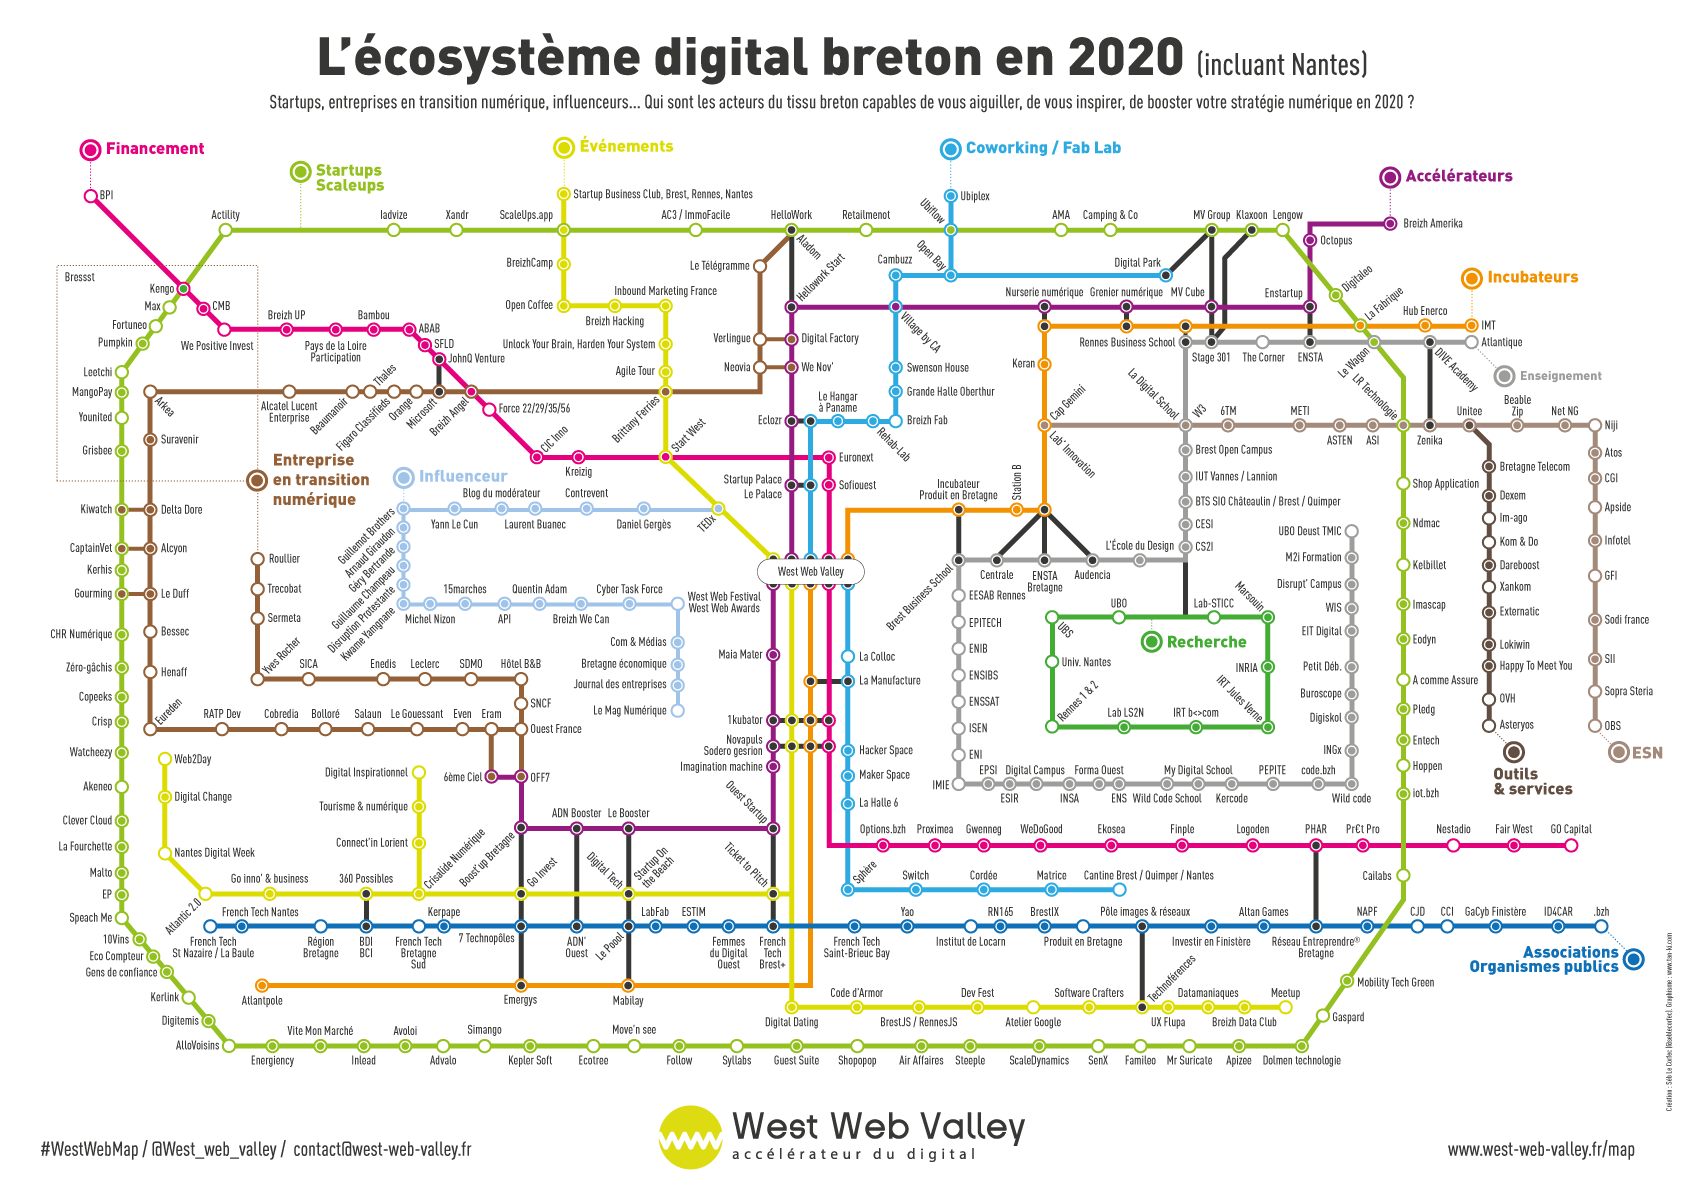 L'écosystème digital breton en 2020 (incluant Nantes)
Startups, entreprises en transition numérique, influenceurs... Qui sont les acteurs du tissu breton capables de vous aiguiller, de vous inspirer, de booster votre stratégie numérique en 2020 ?
Financement
Startups
Scaleups
Événements
Coworking / Fab Lab
Accélérateurs
Incubateurs
Enseignement
BPI
Bressst
Kengo
CMB
We Positive Invest
Breizh UP
Pays de la Loire
Participation
Bambou
ABAB
SFLD
JohnQ Venture
Breizh Angel
Force 22/29/35/56
CIC Inno
Kreizig
Euronext
Sofiouest
Actility
Iadvize
Xandr
ScaleUps.app
AC3 / ImmoFacile
HelloWork
Retailmenot
Ubiflow
AMA
Camping & Co
MV Group
Klaxoon
Lengow
Digitaleo
La Fabrique
Le Wagon
LR Technologie
Startup Business Club, Brest, Rennes, Nantes
BreizhCamp
Open Coffee
Inbound Marketing France
Breizh Hacking
Unlock Your Brain, Harden Your System
Agile Tour
Brittany Ferries
Start West
TEDx
Aladom
Hellowork Start
Le Télégramme
Verlingue
Digital Factory
Neovia
We Nov'
Eclozr
Startup Palace
Le Palace
Ubiplex
Open Bay
Cambuzz
Digital Park
Village by CA
Swenson House
Grande Halle Oberthur
Breizh Fab
Le Hangar
à Paname
Rehab-Lab
Breizh Amerika
Octopus
Enstartup
Nurserie numérique
Grenier numérique
MV Cube
Hub Enerco
IMT
Atlantique
Rennes Business School
Stage 301
The Corner
ENSTA
DIVE Academy
Keran
Cap Gemini
Lab' Innovation
La Digital School
W3
6TM
METI
ASTEN
ASI
Zenika
Unitee
Beable
Zip
Net NG
Niji
Max
Fortuneo
Pumpkin
Leetchi
MangoPay
Younited
Grisbee
Kiwatch
CaptainVet
Kerhis
Gourming
CHR Numérique
Zéro-gâchis
Copeeks
Crisp
Watcheezy
Akeneo
Clever Cloud
La Fourchette
Malto
EP
Speach Me
10Vins
Eco Compteur
Gens de confiance
Kerlink
Digitemis
AlloVoisins
Arkea
Alcatel Lucent
Enterprise
Beaumanoir
Thales
Figaro Classifieds
Orange
Microsoft
Suravenir
Delta Dore
Alcyon
Le Duff
Bessec
Henaff
Eureden
Entreprise
en transition
numérique
Roullier
Trecobat
Sermeta
Yves Rocher
SICA
Enedis
Leclerc
SDMO
Hôtel B&B
SNCF
Ouest France
RATP Dev
Cobredia
Bolloré
Salaun
Le Gouessant
Even
Eram
6ème Ciel
OFF7
Influenceur
Blog du modérateur
Contrevent
Yann Le Cun
Laurent Buanec
Daniel Gergès
Guillemot Brothers
Arnaud Giraudon
Géry Bertrande
Guillaume Champeau
Disruption Protestante
Kwame Yamgnane
Michel Nizon
15marches
API
Quentin Adam
Breizh We Can
Cyber Task Force
West Web Festival
West Web Awards
Com & Médias
Bretagne économique
Journal des entreprises
Le Mag Numérique
West Web Valley
Incubateur
Produit en Bretagne
Station B
Brest Business School
Centrale
ENSTA
Bretagne
Audencia
L'École du Design
Brest Open Campus
IUT Vannes / Lannion
BTS SIO Châteaulin / Brest / Quimper
CESI
CS2I
EESAB Rennes
EPITECH
ENIB
ENSIBS
ENSSAT
ISEN
ENI
IMIE
EPSI
ESIR
Digital Campus
INSA
Forma Ouest
ENS
Wild Code School
My Digital School
Kercode
PEPITE
code.bzh
Wild code
UBO Deust TMIC
M2i Formation
Disrupt' Campus
WIS
EIT Digital
Petit Déb.
Buroscope
Digiskol
INGx
Recherche
UBS
UBO
Lab-STICC
Marsouin
INRIA
IRT Jules Verne
IRT b<>com
Lab LS2N
Rennes 1 & 2
Univ. Nantes
Shop Application
Ndmac
Kelbillet
Imascap
Eodyn
A comme Assure
Pledg
Entech
Hoppen
iot.bzh
Cailabs
Mobility Tech Green
Gaspard
Dolmen technologie
Bretagne Telecom
Dexem
Im-ago
Kom & Do
Dareboost
Xankom
Externatic
Lokiwin
Happy To Meet You
OVH
Asteryos
Outils
& services
Atos
CGI
Apside
Infotel
GFI
Sodi france
SII
Sopra Steria
OBS
ESN
La Colloc
La Manufacture
Hacker Space
Maker Space
La Halle 6
Sphère
Switch
Cordée
Matrice
Cantine Brest / Quimper / Nantes
Maia Mater
1kubator
Novapuls
Sodero gesrion
Imagination machine
Ouest Startup
Web2Day
Digital Change
Nantes Digital Week
Atlantic 2.0
Go inno' & business
360 Possibles
Digital Inspirationnel
Tourisme & numérique
Connect'in Lorient
Crisalide Numérique
Boost'up Bretagne
Go Invest
ADN Booster
Le Booster
Digital Tech
Startup On
the Beach
Ticket to Pitch
Options.bzh
Proximea
Gwenneg
WeDoGood
Ekosea
Finple
Logoden
PHAR
PrCt Pro
Nestadio
Fair West
GO Capital
French Tech
St Nazaire / La Baule
French Tech Nantes
Région
Bretagne
BDI
BCI
French Tech
Bretagne
Sud
Kerpape
7 Technopôles
ADN'
Ouest
Le Poool
LabFab
ESTIM
Femmes
du Digital
Ouest
French
Tech
Brest+
French Tech
Saint-Brieuc Bay
Yao
Institut de Locarn
RN165
BrestIX
Produit en Bretagne
Pôle images & réseaux
Investir en Finistère
Altan Games
Réseau Entreprendre®
Bretagne
NAPF
CJD
CCI
GaCyb Finistère
ID4CAR
.bzh
Associations
Organismes publics
Atlantpole
Emergys
Mabilay
Digital Dating
Code d'Armor
BrestJS / RennesJS
Dev Fest
Atelier Google
Software Crafters
Technoférences
UX Flupa
Datamaniaques
Breizh Data Club
Meetup
Energiency
Vite Mon Marché
Inlead
Avoloi
Advalo
Simango
Kepler Soft
Ecotree
Move'n see
Follow
Syllabs
Guest Suite
Shopopop
Air Affaires
Steeple
ScaleDynamics
SenX
Famileo
Mr Suricate
Apizee
#WestWebMap / @West_web_valley / contact@west-web-valley.fr
West Web Valley
accélérateur du digital
www.west-web-valley.fr/map